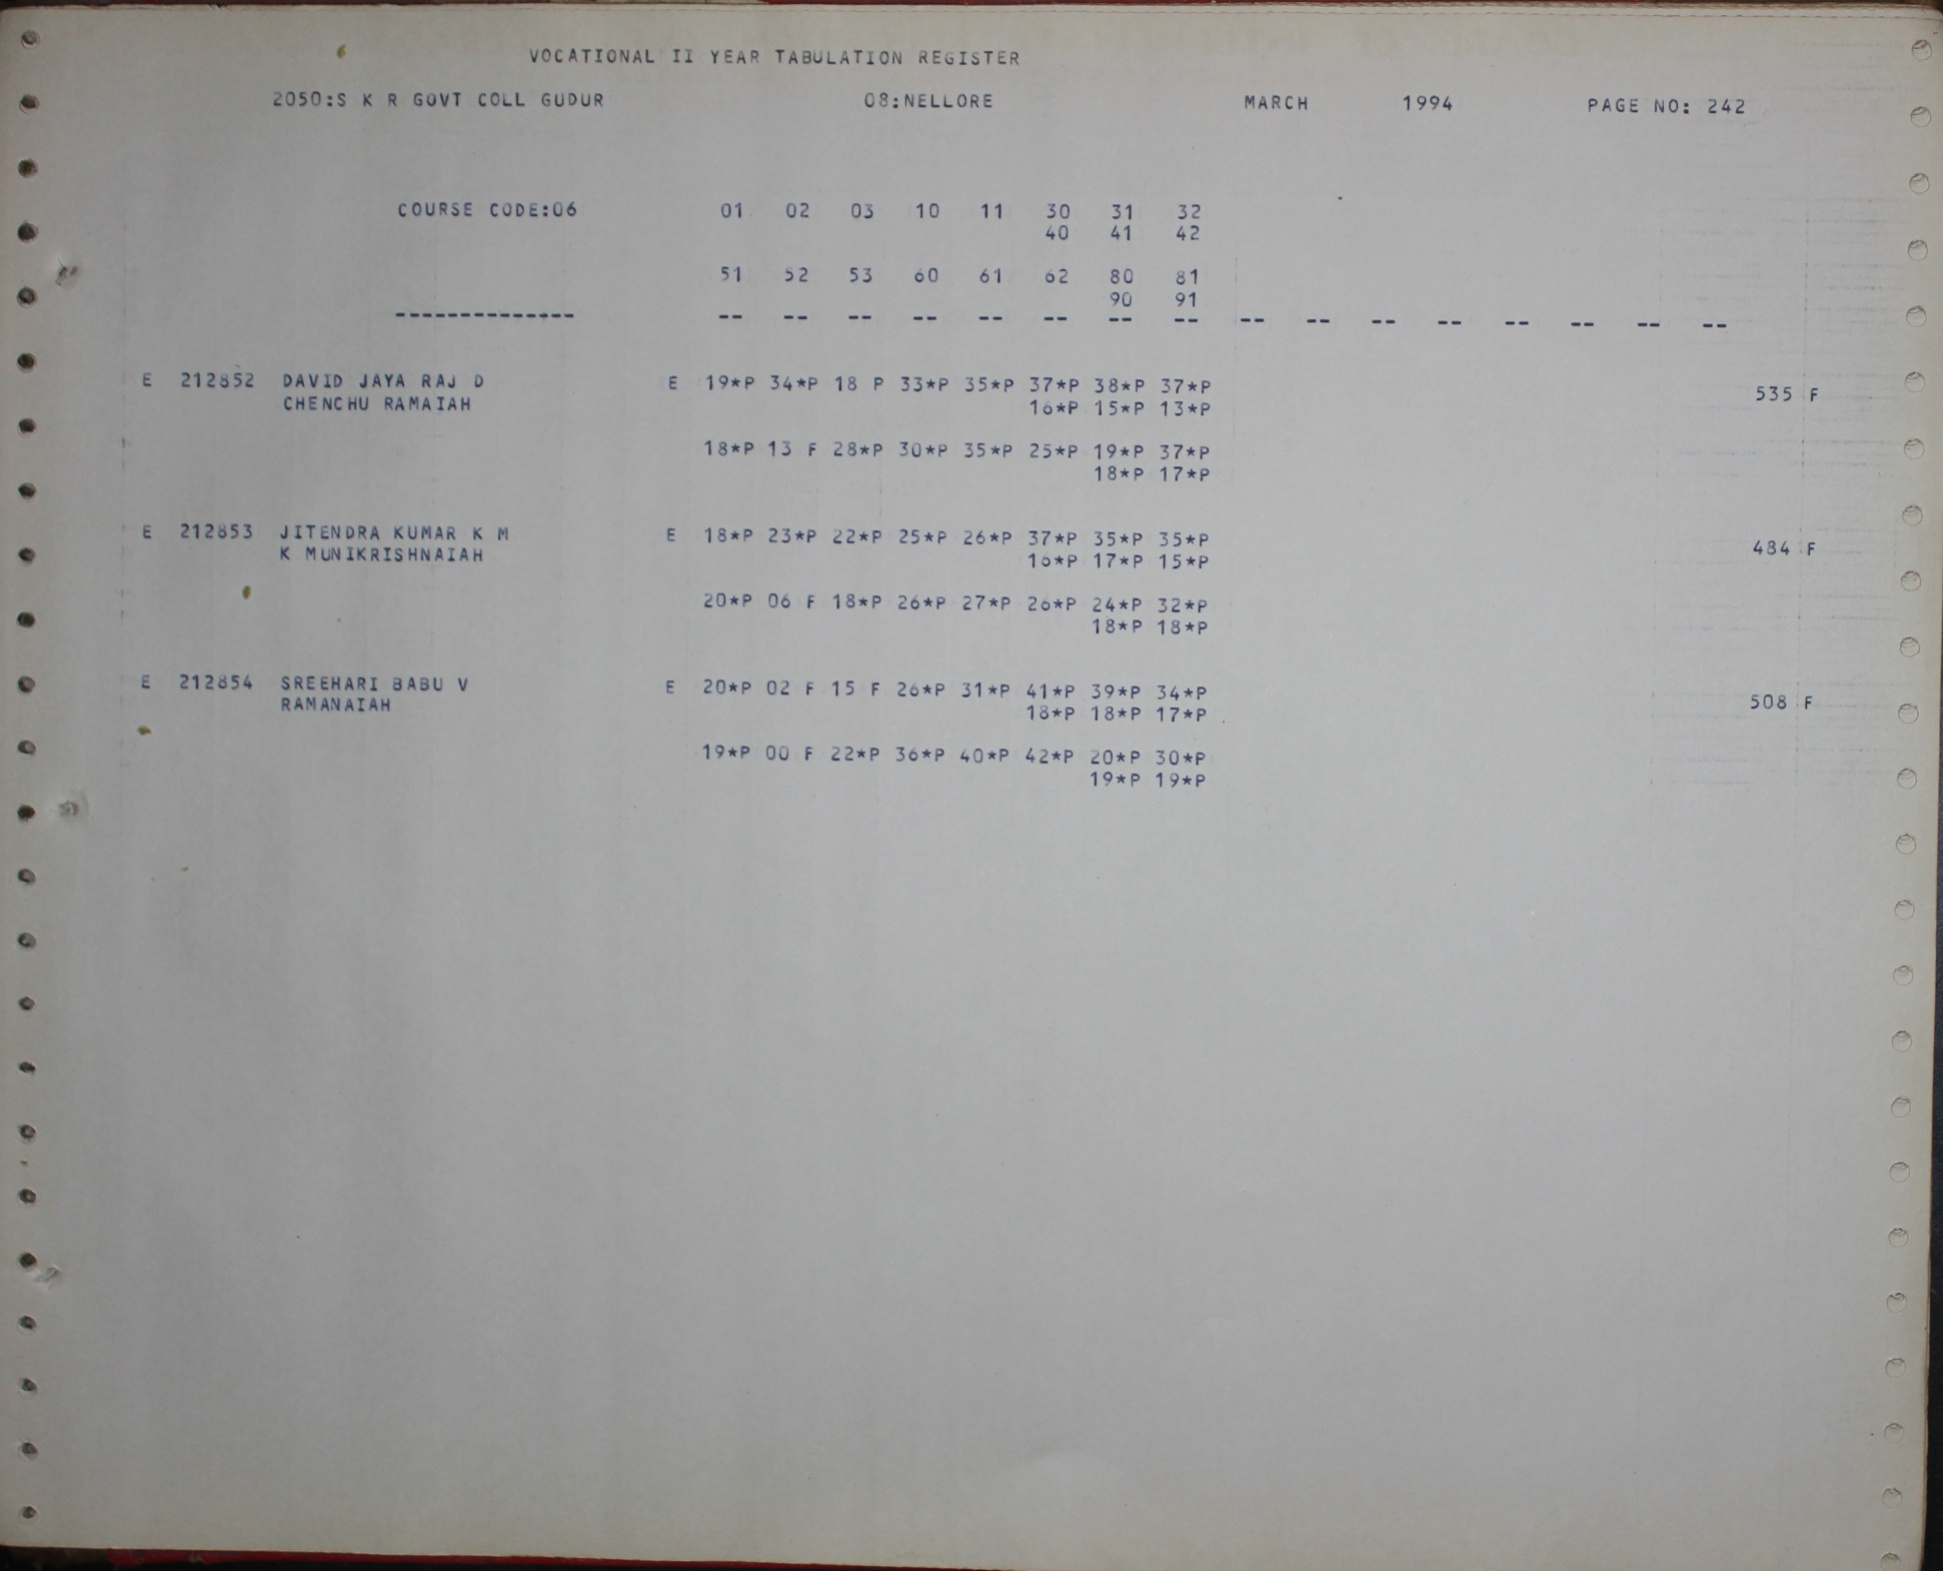 VOCATIONAL II YEAR TABULATION REGISTER
2050:S K R GOVT COLL GUDUR 08:NELLORE MARCH 1994 PAGE NO: 242
COURSE CODE:06 01 02 03 10 11 30 31 32
40 41 42
51 52 53 60 61 62 80 81
90 91
-------------- -- -- -- -- -- -- -- -- -- -- -- -- -- -- -- --
E 212852 DAVID JAYA RAJ D E 19*P 34*P 18 P 33*P 35*P 37*P 38*P 37*P 535 F
CHENCHU RAMAIAH 16*P 15*P 13*P
18*P 13 F 28*P 30*P 35*P 25*P 19*P 37*P
18*P 17*P
E 212853 JITENDRA KUMAR K M E 18*P 23*P 22*P 25*P 26*P 37*P 35*P 35*P 484 F
K MUNIKRISHNAIAH 16*P 17*P 15*P
20*P 06 F 18*P 26*P 27*P 26*P 24*P 32*P
18*P 18*P
E 212854 SREEHARI BABU V E 20*P 02 F 15 F 26*P 31*P 41*P 39*P 34*P 508 F
RAMANAIAH 18*P 18*P 17*P
19*P 00 F 22*P 36*P 40*P 42*P 20*P 30*P
19*P 19*P